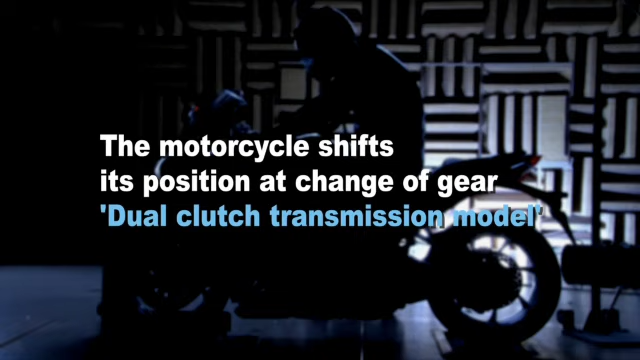 The motorcycle shifts
its position at change of gear
'Dual clutch transmission model'